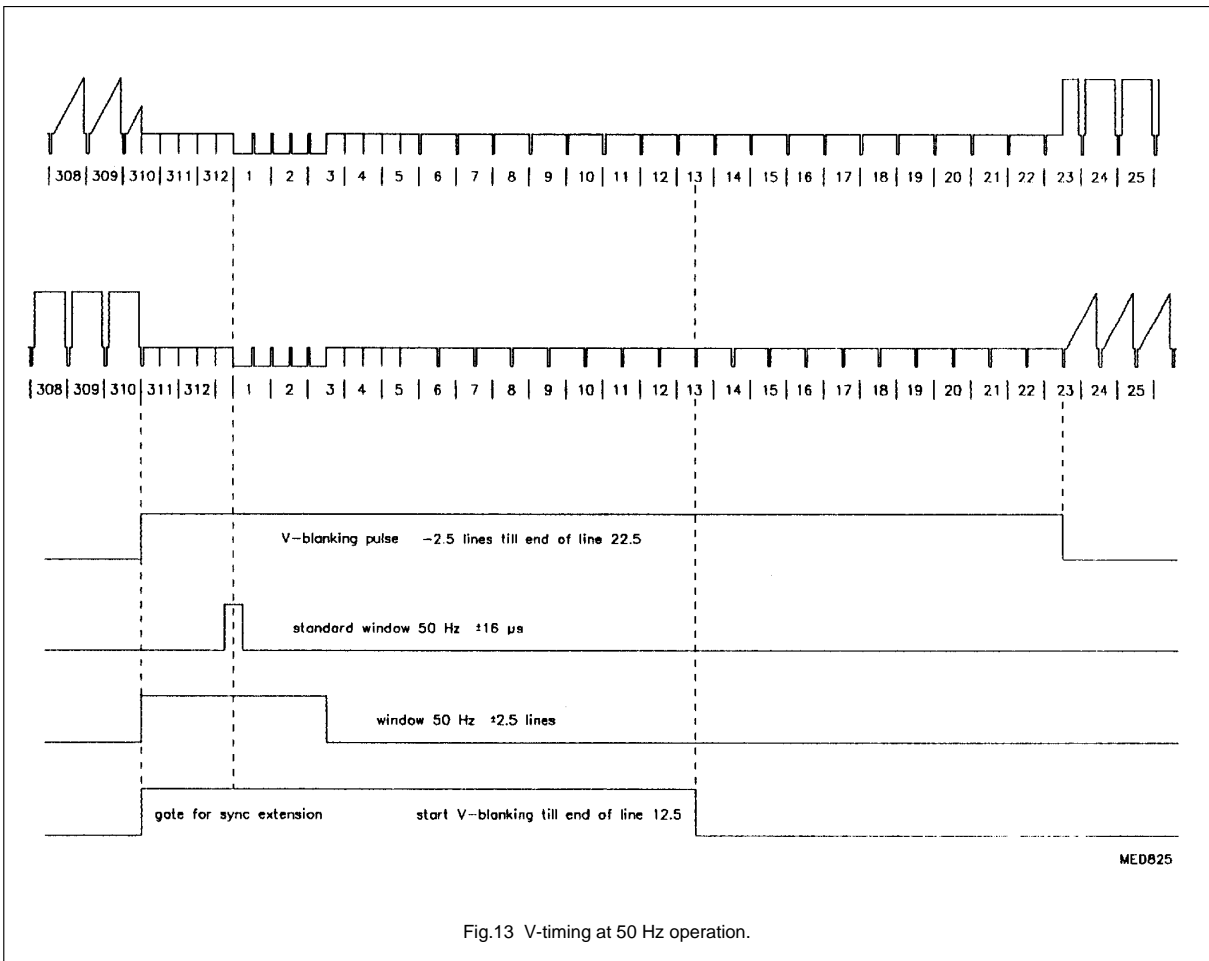 | 308 | 309 | 310 | 311 | 312 | 1 | 2 | 3 | 4 | 5 | 6 | 7 | 8 | 9 | 10 | 11 | 12 | 13 | 14 | 15 | 16 | 17 | 18 | 19 | 20 | 21 | 22 | 23 | 24 | 25 |
| 308 | 309 | 310 | 311 | 312 | 1 | 2 | 3 | 4 | 5 | 6 | 7 | 8 | 9 | 10 | 11 | 12 | 13 | 14 | 15 | 16 | 17 | 18 | 19 | 20 | 21 | 22 | 23 | 24 | 25 |
V-blanking pulse -2.5 lines till end of line 22.5
standard window 50 Hz ±16 µs
window 50 Hz ±2.5 lines
gate for sync extension start V-blanking till end of line 12.5
MED825
Fig.13 V-timing at 50 Hz operation.